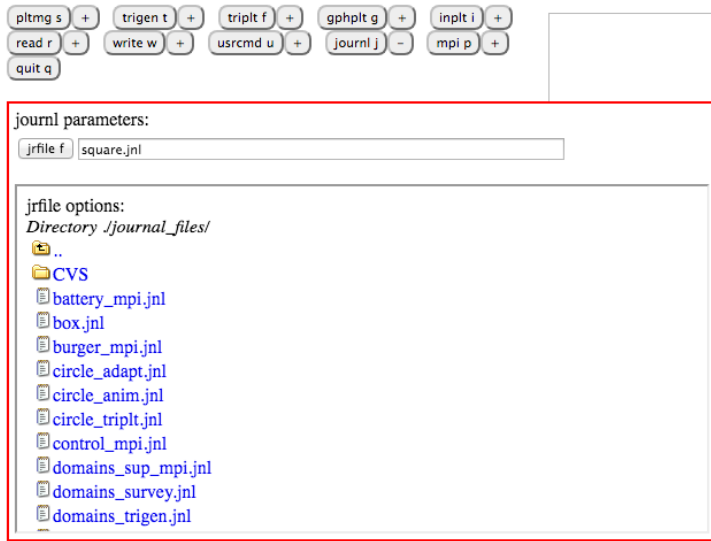 pltmg s + trigen t + triplt f + gphplt g + inplt i +
read r + write w + usrcmd u + journl j - mpi p +
quit q
journl parameters:
jrfile f square.jnl
jrfile options:
Directory ./journal_files/
..
CVS
battery_mpi.jnl
box.jnl
burger_mpi.jnl
circle_adapt.jnl
circle_anim.jnl
circle_triplt.jnl
control_mpi.jnl
domains_sup_mpi.jnl
domains_survey.jnl
domains_trigen.jnl